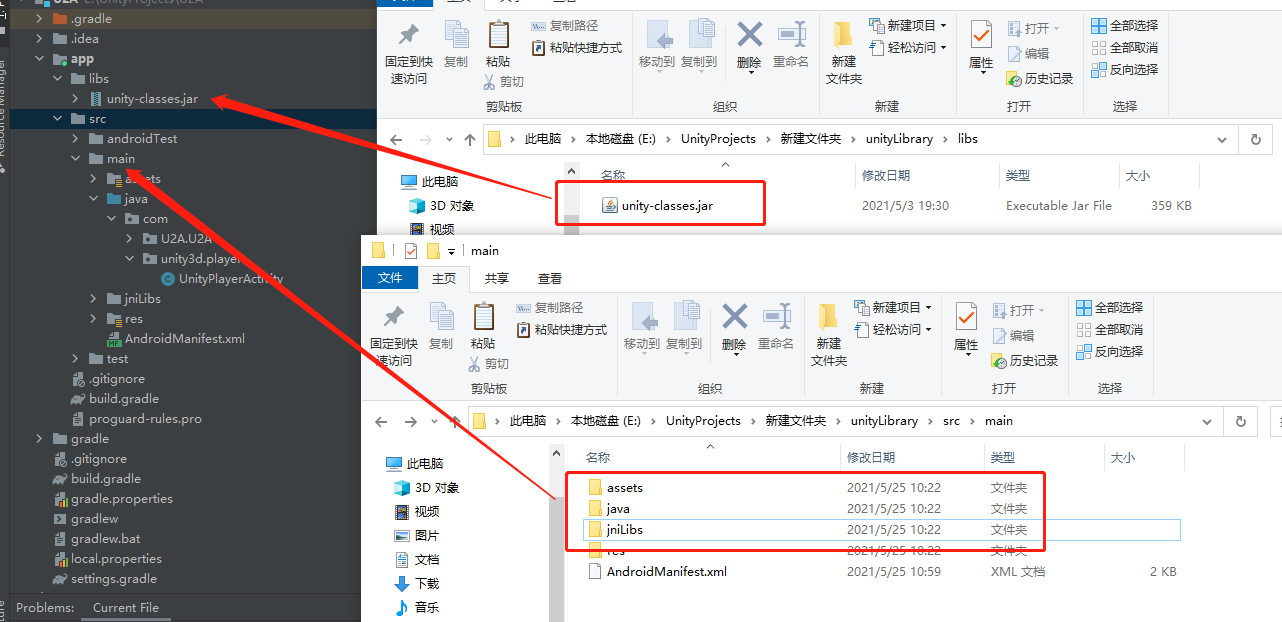 U2A E:\UnityProjects\U2A
.gradle
.idea
app
libs
unity-classes.jar
src
androidTest
main
assets
java
com
U2A.U2A
unity3d.player
UnityPlayerActivity
jniLibs
res
AndroidManifest.xml
test
.gitignore
build.gradle
proguard-rules.pro
gradle
.gitignore
build.gradle
gradle.properties
gradlew
gradlew.bat
local.properties
settings.gradle
Problems: Current File
固定到快速访问
复制
粘贴
复制路径
粘贴快捷方式
剪切
剪贴板
移动到
复制到
删除
重命名
组织
新建文件夹
新建项目
轻松访问
新建
属性
打开
编辑
历史记录
打开
全部选择
全部取消
反向选择
选择
此电脑 本地磁盘 (E:) UnityProjects 新建文件夹 unityLibrary libs
此电脑
3D 对象
视频
名称 修改日期 类型 大小
unity-classes.jar 2021/5/3 19:30 Executable Jar File 359 KB
main
文件 主页 共享 查看
固定到快速访问
复制
粘贴
复制路径
粘贴快捷方式
剪切
剪贴板
移动到
复制到
删除
重命名
组织
新建文件夹
新建项目
轻松访问
新建
属性
打开
编辑
历史记录
打开
全部选择
全部取消
反向选择
选择
此电脑 本地磁盘 (E:) UnityProjects 新建文件夹 unityLibrary src main
此电脑
3D 对象
视频
图片
文档
下载
音乐
名称 修改日期 类型 大小
assets 2021/5/25 10:22 文件夹
java 2021/5/25 10:22 文件夹
jniLibs 2021/5/25 10:22 文件夹
res 2021/5/25 10:22 文件夹
AndroidManifest.xml 2021/5/25 10:59 XML 文档 2 KB